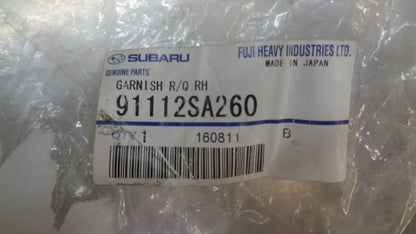 SUBARU
FUJI HEAVY INDUSTRIES LTD.
MADE IN JAPAN
GENUINE PARTS
GARNISH R/Q RH
91112SA260
QTY 1 160811 B